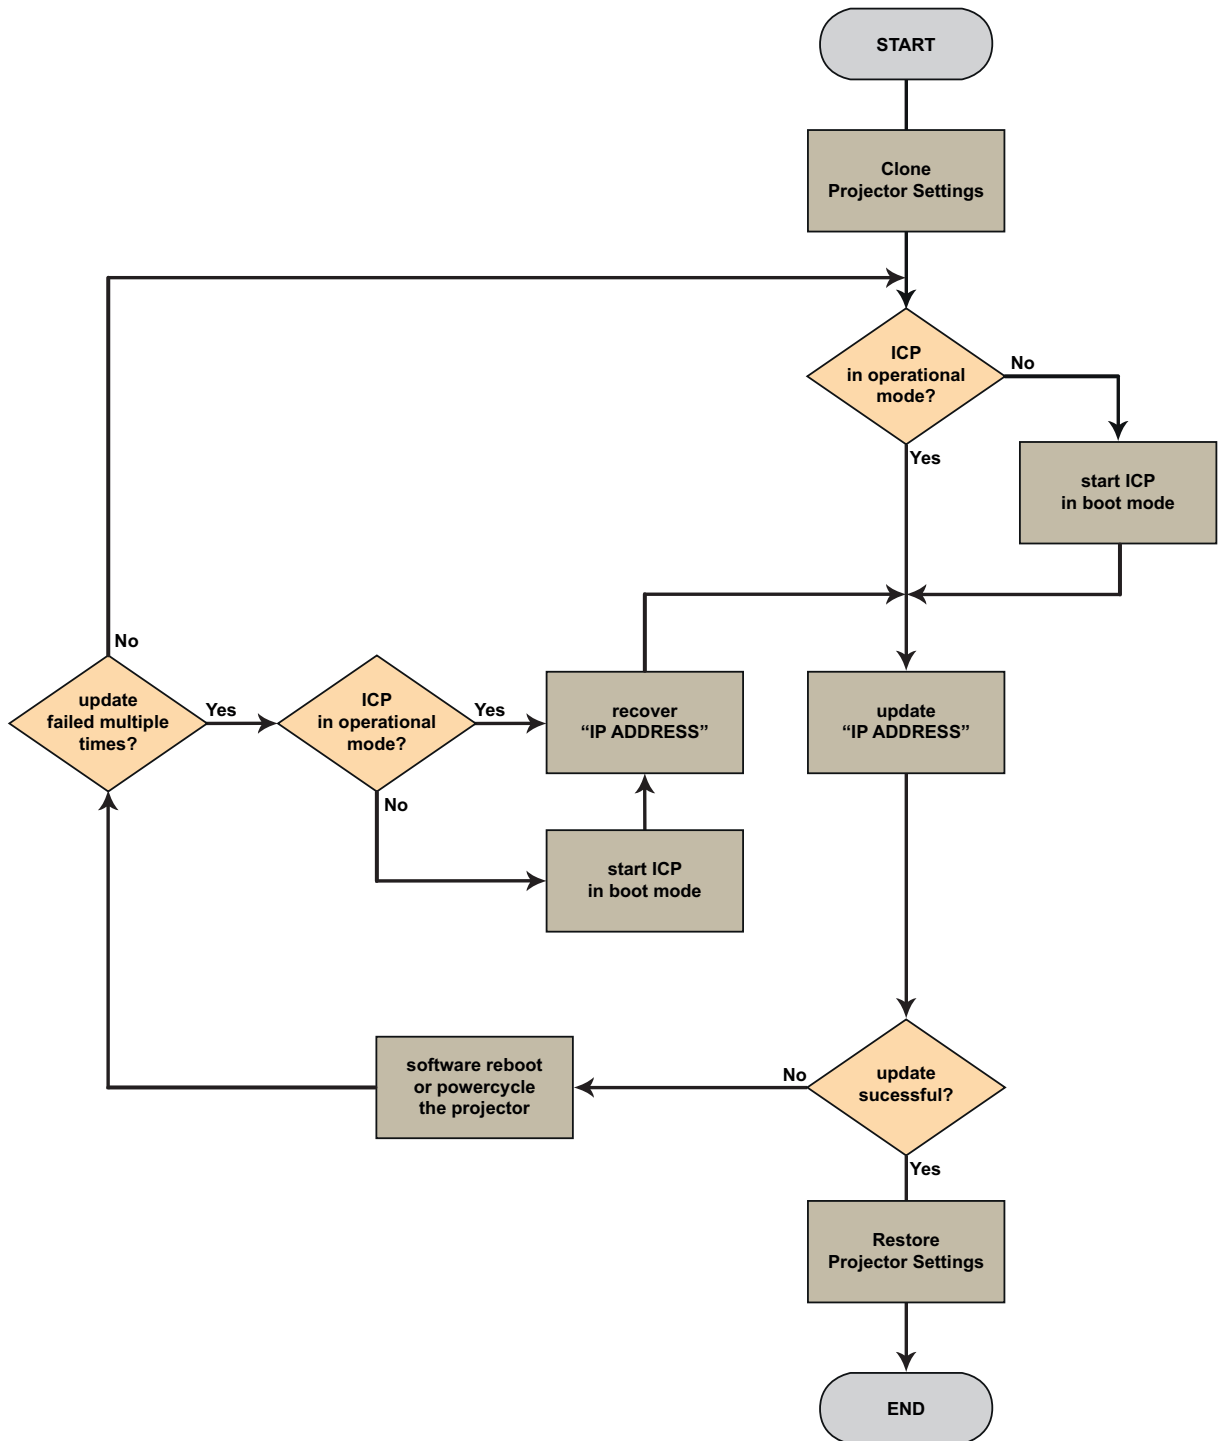 START
Clone
Projector Settings
ICP
in operational
mode?
No
Yes
start ICP
in boot mode
No
update
failed multiple
times?
Yes
ICP
in operational
mode?
Yes
No
recover
“IP ADDRESS”
update
“IP ADDRESS”
start ICP
in boot mode
software reboot
or powercycle
the projector
No
update
sucessful?
Yes
Restore
Projector Settings
END